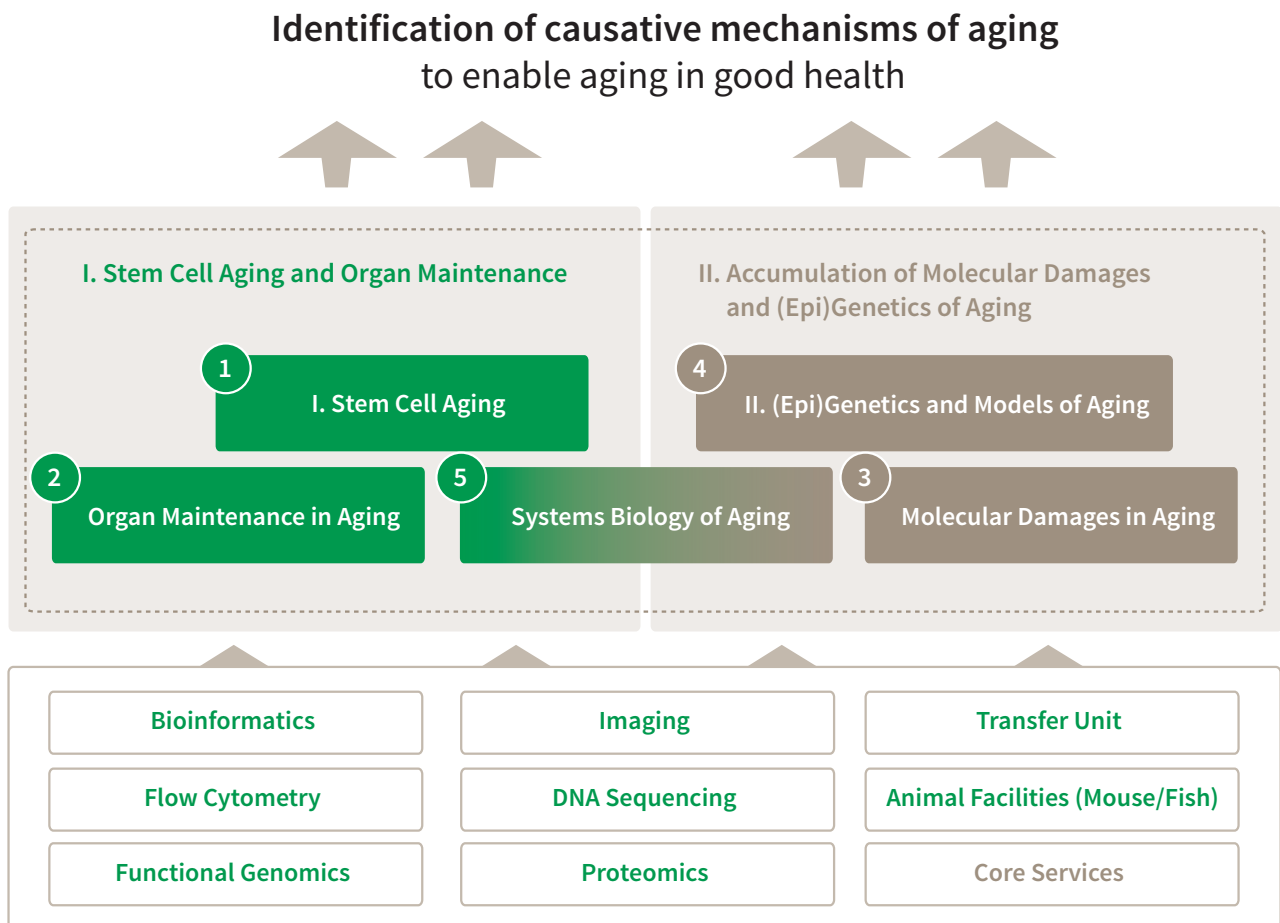 Identification of causative mechanisms of aging
to enable aging in good health
I. Stem Cell Aging and Organ Maintenance
II. Accumulation of Molecular Damages
and (Epi)Genetics of Aging
1
I. Stem Cell Aging
4
II. (Epi)Genetics and Models of Aging
2
Organ Maintenance in Aging
5
Systems Biology of Aging
3
Molecular Damages in Aging
Bioinformatics
Imaging
Transfer Unit
Flow Cytometry
DNA Sequencing
Animal Facilities (Mouse/Fish)
Functional Genomics
Proteomics
Core Services